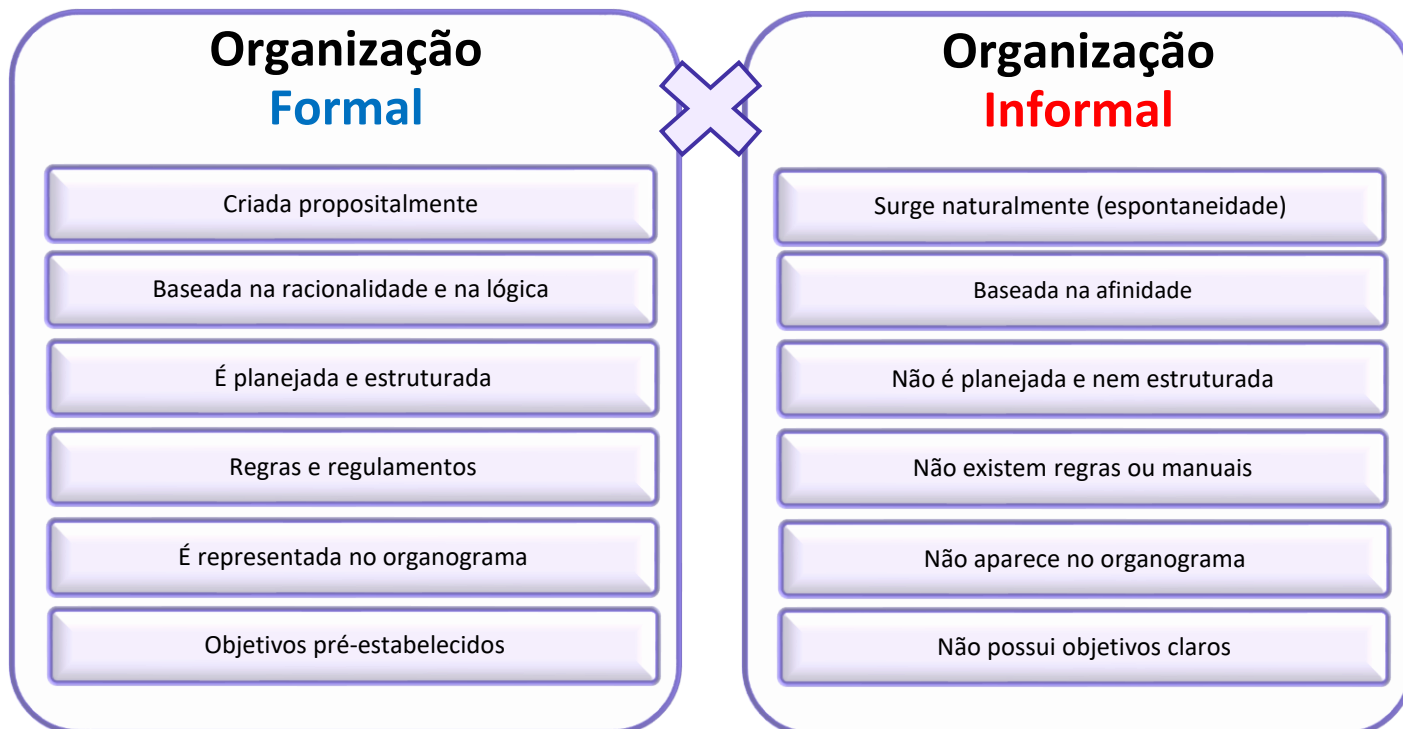 Organização
Formal
Criada propositalmente
Baseada na racionalidade e na lógica
É planejada e estruturada
Regras e regulamentos
É representada no organograma
Objetivos pré-estabelecidos
Organização
Informal
Surge naturalmente (espontaneidade)
Baseada na afinidade
Não é planejada e nem estruturada
Não existem regras ou manuais
Não aparece no organograma
Não possui objetivos claros